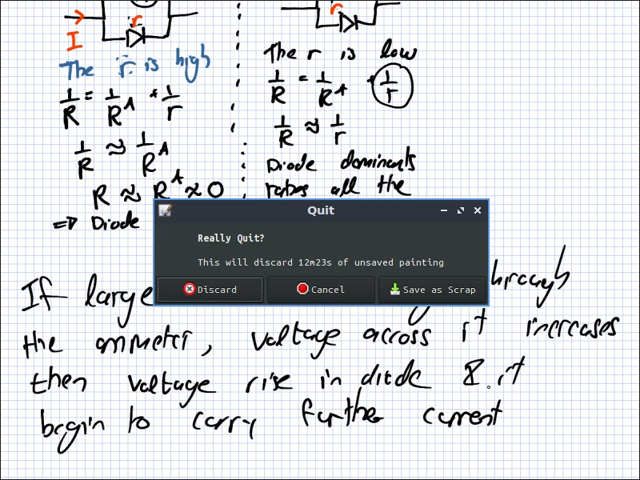 r
I
The r is high
1/R = 1/R^A + 1/r
1/R ≈ 1/R^A
R ≈ R^A ≈ 0
⇒ Diode
r
The r is low
1/R = 1/R^A + 1/r
1/R ≈ 1/r
Diode dominants
takes all the
Quit
Really Quit?
This will discard 12m23s of unsaved painting
Discard Cancel Save as Scrap
If large through
the ammeter, voltage across it increases
then voltage rise in diode & it
begin to carry further current